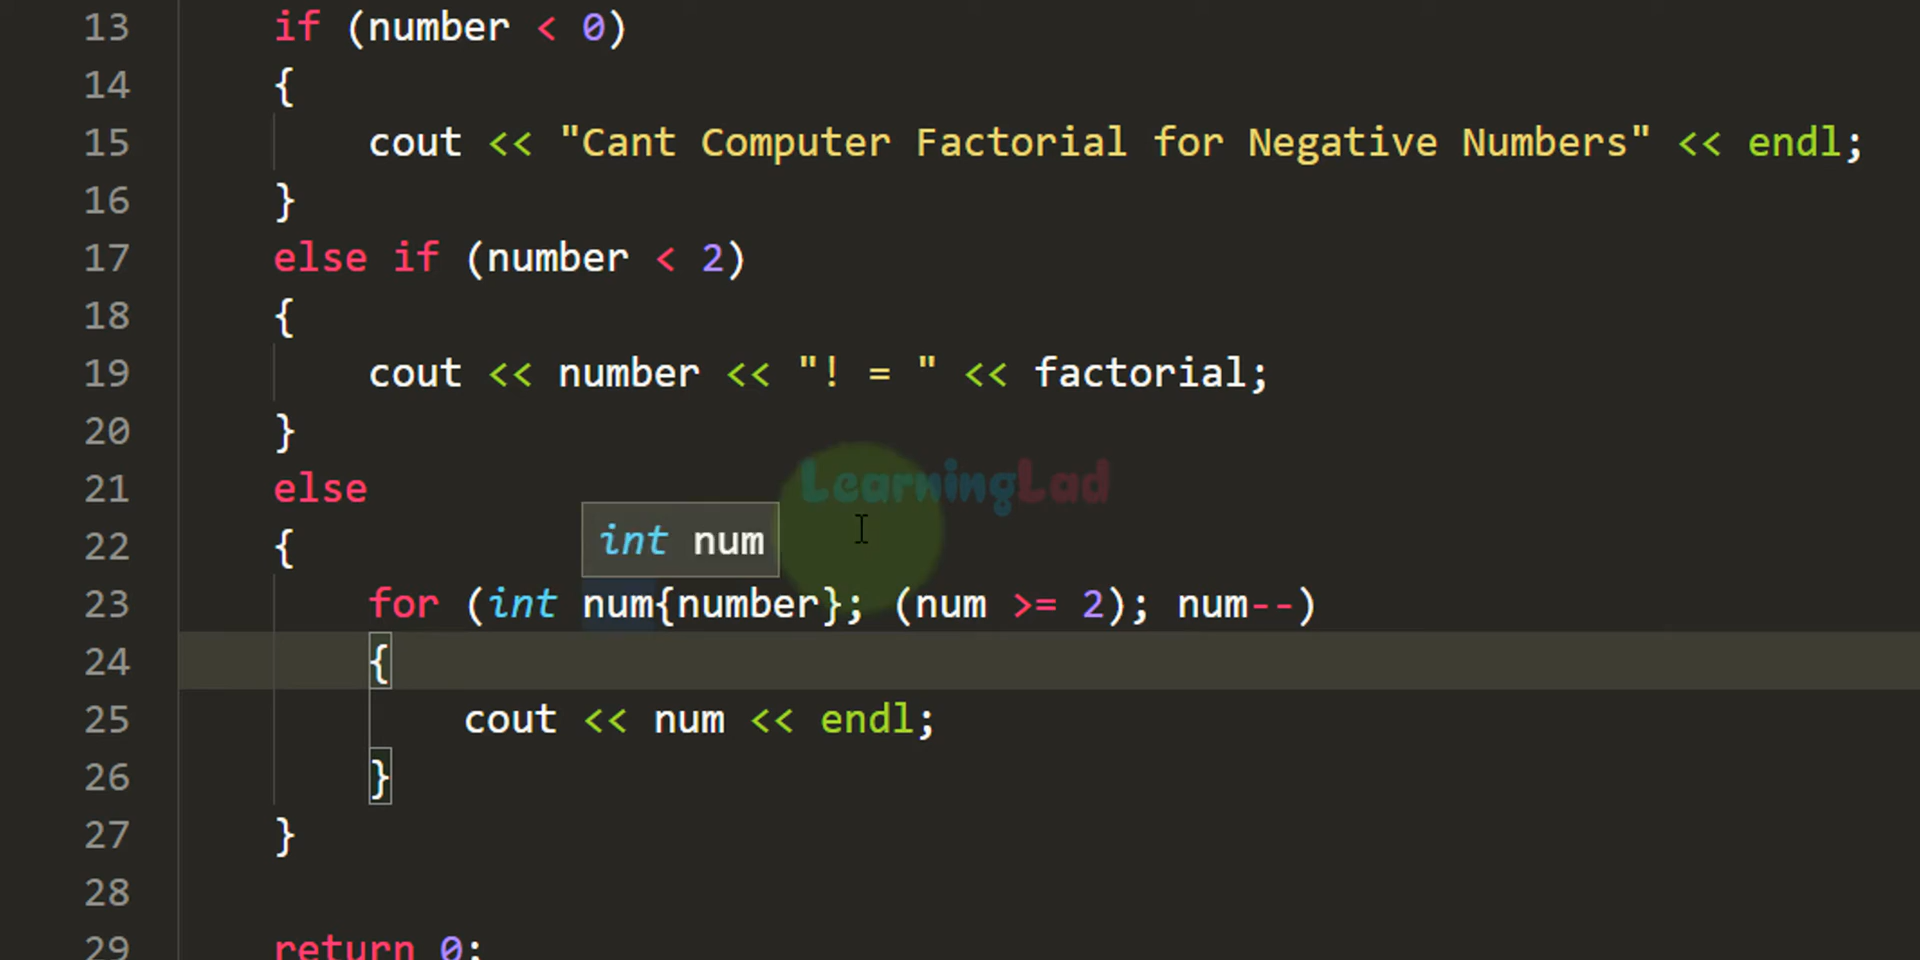 13 if (number < 0)
14 {
15 cout << "Cant Computer Factorial for Negative Numbers" << endl;
16 }
17 else if (number < 2)
18 {
19 cout << number << "! = " << factorial;
20 }
LearningLad
21 else
int num
22 {
23 for (int num{number}; (num >= 2); num--)
24 {
25 cout << num << endl;
26 }
27 }
28
29 return 0;